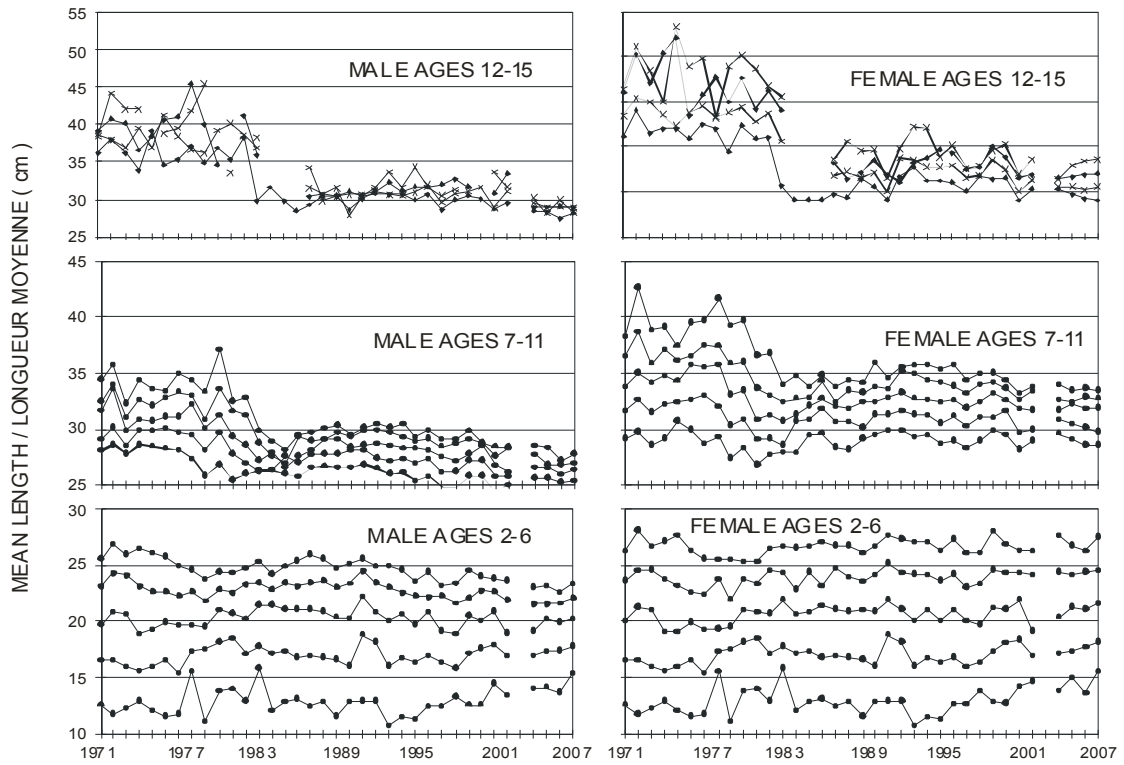 MEAN LENGTH / LONGUEUR MOYENNE ( cm )
55
50
45
40
35
30
25
MALE AGES 12-15
FEMALE AGES 12-15
45
40
35
30
25
MALE AGES 7-11
FEMALE AGES 7-11
30
25
20
15
10
MALE AGES 2-6
FEMALE AGES 2-6
1971 1977 1983 1989 1995 2001 2007
1971 1977 1983 1989 1995 2001 2007